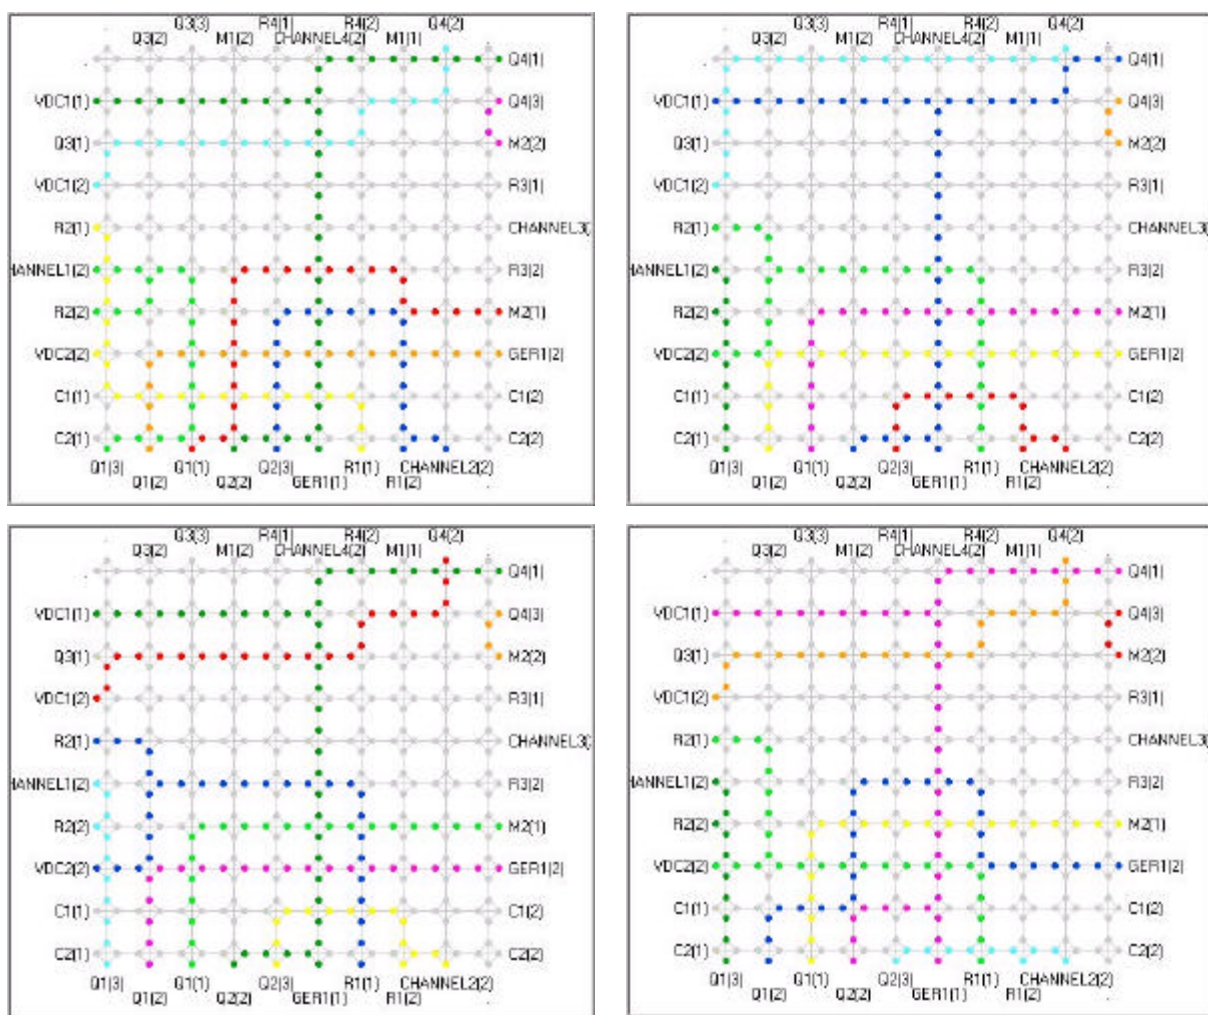 Q3(3) R4(1) R4(2) Q4(2)
Q3(2) M1(2) CHANNEL4(2) M1(1)
Q4(1)
VDC1(1) Q4(3)
Q3(1) M2(2)
VDC1(2) R3(1)
R2(1) CHANNEL3(
HANNEL1(2) R3(2)
R2(2) M2(1)
VDC2(2) GER1(2)
C1(1) C1(2)
C2(1) C2(2)
Q1(3) Q1(1) Q2(3) R1(1) CHANNEL2(2)
Q1(2) Q2(2) GER1(1) R1(2)
Q3(3) R4(1) R4(2) Q4(2)
Q3(2) M1(2) CHANNEL4(2) M1(1)
Q4(1)
VDC1(1) Q4(3)
Q3(1) M2(2)
VDC1(2) R3(1)
R2(1) CHANNEL3(
HANNEL1(2) R3(2)
R2(2) M2(1)
VDC2(2) GER1(2)
C1(1) C1(2)
C2(1) C2(2)
Q1(3) Q1(1) Q2(3) R1(1) CHANNEL2(2)
Q1(2) Q2(2) GER1(1) R1(2)
Q3(3) R4(1) R4(2) Q4(2)
Q3(2) M1(2) CHANNEL4(2) M1(1)
Q4(1)
VDC1(1) Q4(3)
Q3(1) M2(2)
VDC1(2) R3(1)
R2(1) CHANNEL3(
HANNEL1(2) R3(2)
R2(2) M2(1)
VDC2(2) GER1(2)
C1(1) C1(2)
C2(1) C2(2)
Q1(3) Q1(1) Q2(3) R1(1) CHANNEL2(2)
Q1(2) Q2(2) GER1(1) R1(2)
Q3(3) R4(1) R4(2) Q4(2)
Q3(2) M1(2) CHANNEL4(2) M1(1)
Q4(1)
VDC1(1) Q4(3)
Q3(1) M2(2)
VDC1(2) R3(1)
R2(1) CHANNEL3(
HANNEL1(2) R3(2)
R2(2) M2(1)
VDC2(2) GER1(2)
C1(1) C1(2)
C2(1) C2(2)
Q1(3) Q1(1) Q2(3) R1(1) CHANNEL2(2)
Q1(2) Q2(2) GER1(1) R1(2)